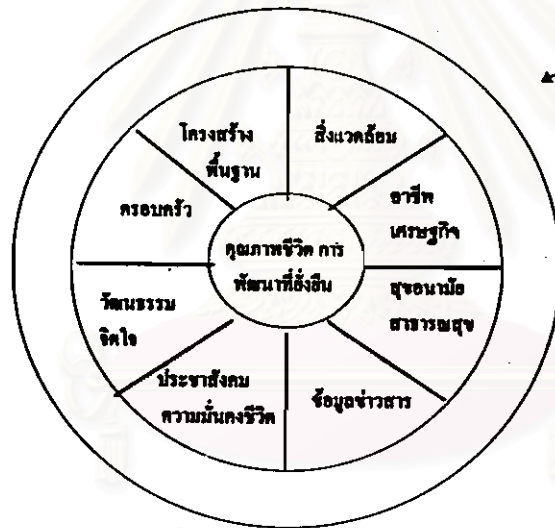 โครงสร้าง
พื้นฐาน
สิ่งแวดล้อม
ครอบครัว
อาชีพ
เศรษฐกิจ
คุณภาพชีวิต การ
พัฒนาที่ยั่งยืน
วัฒนธรรม
จิตใจ
สุขอนามัย
สาธารณสุข
ประชาสังคม
ความมั่นคงชีวิต
ข้อมูลข่าวสาร